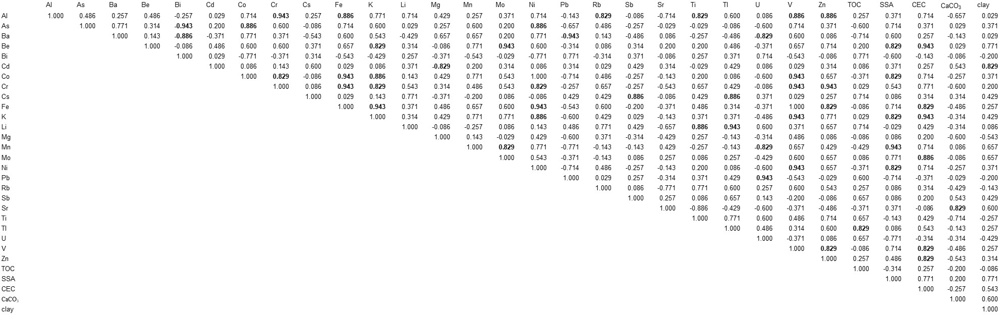 Al As Ba Be Bi Cd Co Cr Cs Fe K Li Mg Mn Mo Ni Pb Rb Sb Sr Ti Tl U V Zn TOC SSA CEC CaCO₃ clay
Al 1.000 0.486 0.257 0.486 -0.257 0.029 0.714 0.943 0.257 0.886 0.771 0.714 0.429 0.257 0.371 0.714 -0.143 0.829 -0.086 -0.714 0.829 0.600 0.086 0.886 0.886 0.257 0.371 0.714 -0.657 0.029
As 1.000 0.771 0.314 -0.943 0.200 0.886 0.600 -0.086 0.714 0.600 0.029 0.257 0.600 0.200 0.886 -0.657 0.486 -0.257 -0.029 -0.029 -0.086 -0.600 0.714 0.371 -0.600 0.714 0.371 0.029 0.371
Ba 1.000 0.143 -0.886 -0.371 0.771 0.371 -0.543 0.600 0.543 -0.429 0.657 0.657 0.200 0.771 -0.943 0.143 -0.486 0.086 -0.257 -0.486 -0.829 0.600 0.086 -0.714 0.600 0.257 -0.143 0.029
Be 1.000 -0.086 0.486 0.600 0.600 0.371 0.657 0.829 0.314 -0.086 0.771 0.943 0.600 -0.314 0.086 0.314 0.200 0.200 0.486 -0.371 0.657 0.714 0.200 0.829 0.943 0.029 0.771
Bi 1.000 0.029 -0.771 -0.371 0.314 -0.543 -0.429 0.257 -0.371 -0.543 -0.029 -0.771 0.771 -0.314 0.371 -0.086 0.257 0.371 0.714 -0.543 -0.086 0.771 -0.600 -0.143 -0.086 -0.200
Cd 1.000 0.086 0.143 0.600 0.029 0.086 0.371 -0.829 0.200 0.314 0.086 0.314 0.029 0.429 0.314 -0.029 0.429 0.086 0.029 0.314 0.086 0.371 0.257 0.543 0.829
Co 1.000 0.829 -0.086 0.943 0.886 0.143 0.429 0.771 0.543 1.000 -0.714 0.486 -0.257 -0.143 0.200 0.086 -0.600 0.943 0.657 -0.371 0.829 0.714 -0.257 0.371
Cr 1.000 0.086 0.943 0.829 0.543 0.314 0.486 0.543 0.829 -0.257 0.657 -0.257 -0.543 0.657 0.429 -0.086 0.943 0.943 0.029 0.543 0.771 -0.600 0.200
Cs 1.000 0.029 0.143 0.771 -0.371 -0.200 0.086 -0.086 0.429 0.429 0.886 -0.086 0.429 0.886 0.371 0.029 0.257 0.714 0.086 0.314 0.314 0.429
Fe 1.000 0.943 0.371 0.486 0.657 0.600 0.943 -0.543 0.600 -0.200 -0.371 0.486 0.314 -0.371 1.000 0.829 -0.086 0.714 0.829 -0.486 0.257
K 1.000 0.314 0.429 0.771 0.771 0.886 -0.600 0.429 0.029 -0.143 0.371 0.371 -0.486 0.943 0.771 0.029 0.829 0.943 -0.314 0.429
Li 1.000 -0.086 -0.257 0.086 0.143 0.486 0.771 0.429 -0.657 0.886 0.943 0.600 0.371 0.657 0.714 -0.029 0.429 -0.314 0.086
Mg 1.000 0.143 -0.029 0.429 -0.600 0.371 -0.314 -0.429 0.257 -0.143 -0.314 0.486 0.086 -0.086 0.086 0.200 -0.600 -0.543
Mn 1.000 0.829 0.771 -0.771 -0.143 -0.143 0.429 -0.257 -0.143 -0.829 0.657 0.429 -0.429 0.943 0.714 0.086 0.657
Mo 1.000 0.543 -0.371 -0.143 0.086 0.257 0.086 0.257 -0.429 0.600 0.657 0.086 0.771 0.886 -0.086 0.657
Ni 1.000 -0.714 0.486 -0.257 -0.143 0.200 0.086 -0.600 0.943 0.657 -0.371 0.829 0.714 -0.257 0.371
Pb 1.000 0.029 0.257 -0.314 0.371 0.429 0.943 -0.543 -0.029 0.600 -0.714 -0.371 -0.029 -0.200
Rb 1.000 0.086 -0.771 0.771 0.600 0.257 0.600 0.543 0.257 0.086 0.314 -0.429 -0.143
Sb 1.000 0.257 0.086 0.657 0.143 -0.200 -0.086 0.657 0.086 0.200 0.543 0.429
Sr 1.000 -0.886 -0.429 -0.600 -0.371 -0.486 -0.371 0.371 -0.086 0.829 0.600
Ti 1.000 0.771 0.600 0.486 0.714 0.657 -0.143 0.429 -0.714 -0.257
Tl 1.000 0.486 0.314 0.600 0.829 0.086 0.543 -0.143 0.257
U 1.000 -0.371 0.086 0.657 -0.771 -0.314 -0.314 -0.429
V 1.000 0.829 -0.086 0.714 0.829 -0.486 0.257
Zn 1.000 0.257 0.486 0.829 -0.543 0.314
TOC 1.000 -0.314 0.257 -0.200 -0.086
SSA 1.000 0.771 0.200 0.771
CEC 1.000 -0.257 0.543
CaCO₃ 1.000 0.600
clay 1.000